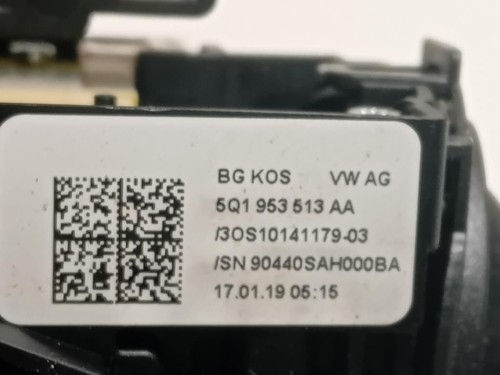 BG KOS VW AG
5Q1 953 513 AA
/3OS10141179-03
/SN 90440SAH000BA
17.01.19 05:15